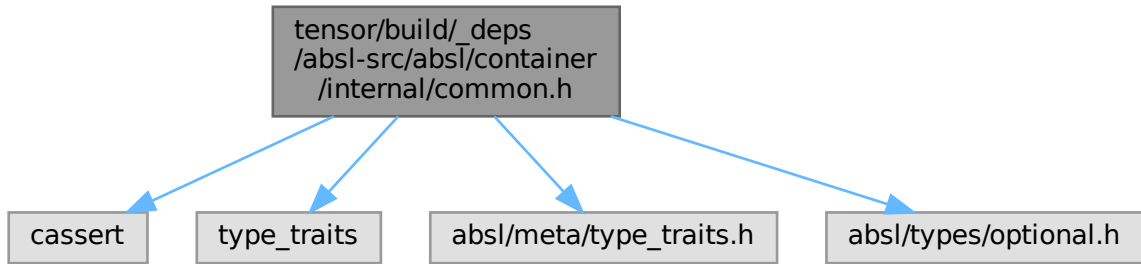 tensor/build/_deps
/absl-src/absl/container
/internal/common.h
cassert
type_traits
absl/meta/type_traits.h
absl/types/optional.h